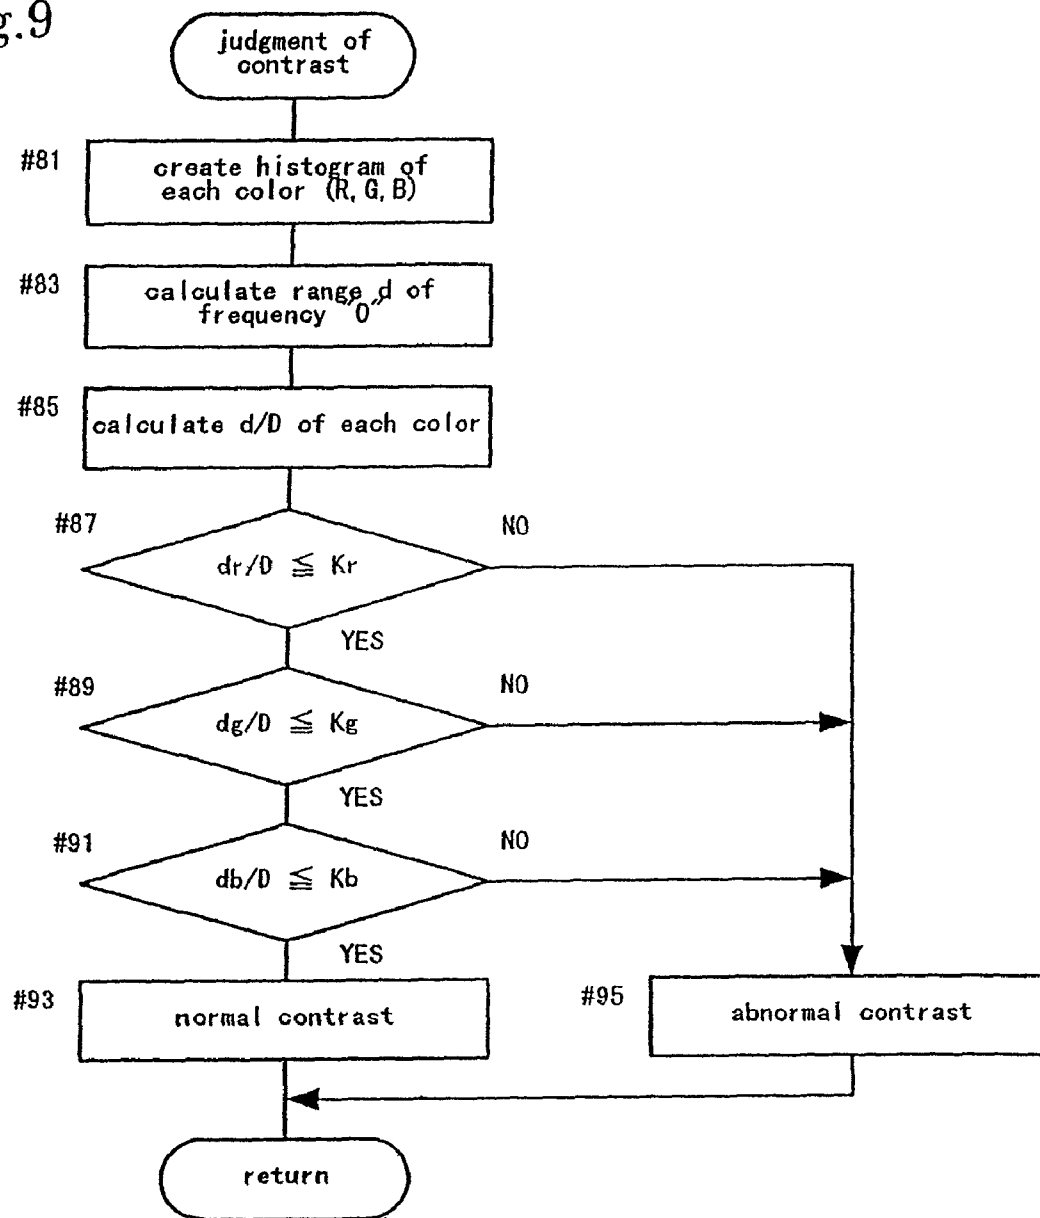 g.9
judgment of
contrast
#81
create histogram of
each color (R, G, B)
#83
calculate range d of
frequency "0"
#85
calculate d/D of each color
#87
dr/D ≦ Kr
NO
YES
#89
dg/D ≦ Kg
NO
YES
#91
db/D ≦ Kb
NO
YES
#93
normal contrast
#95
abnormal contrast
return